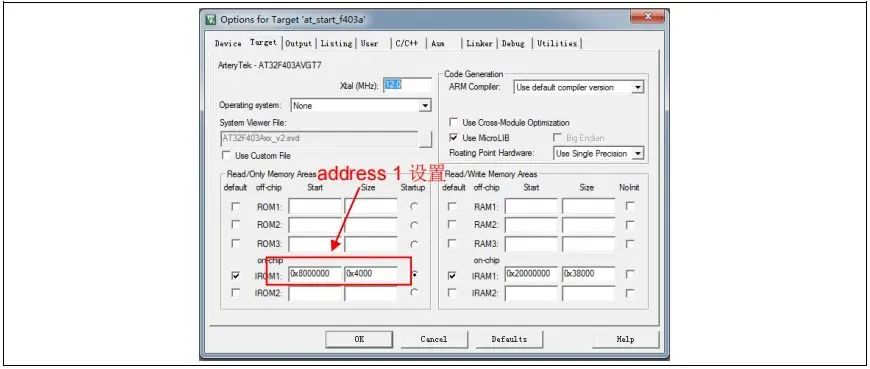 Options for Target 'at_start_f403a'
Device Target Output Listing User C/C++ Asm Linker Debug Utilities
ArteryTek - AT32F403AVGT7
Xtal (MHz): 12.0
Operating system: None
System Viewer File:
AT32F403Axx_v2.svd
Use Custom File
Code Generation
ARM Compiler: Use default compiler version
Use Cross-Module Optimization
Use MicroLIB Big Endian
Floating Point Hardware: Use Single Precision
address 1 设置
Read/Only Memory Areas
default off-chip Start Size Startup
ROM1:
ROM2:
ROM3:
on-chip
IROM1: 0x8000000 0x4000
IROM2:
Read/Write Memory Areas
default off-chip Start Size NoInit
RAM1:
RAM2:
RAM3:
on-chip
IRAM1: 0x20000000 0x38000
IRAM2:
OK Cancel Defaults Help